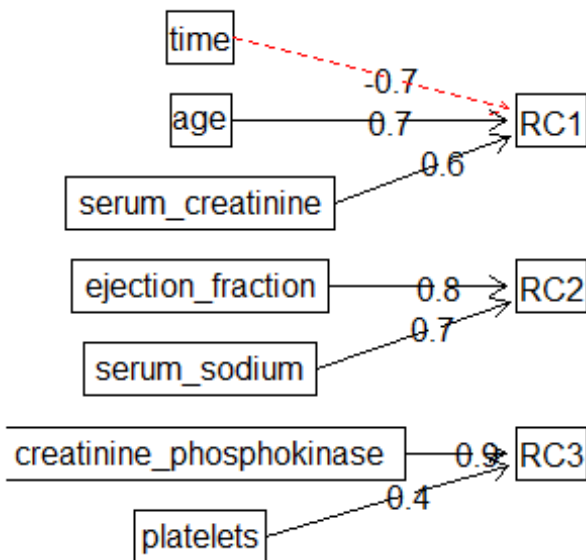 time
-0.7
age
0.7
RC1
0.6
serum_creatinine
ejection_fraction
0.8
RC2
0.7
serum_sodium
creatinine_phosphokinase
0.9
RC3
0.4
platelets